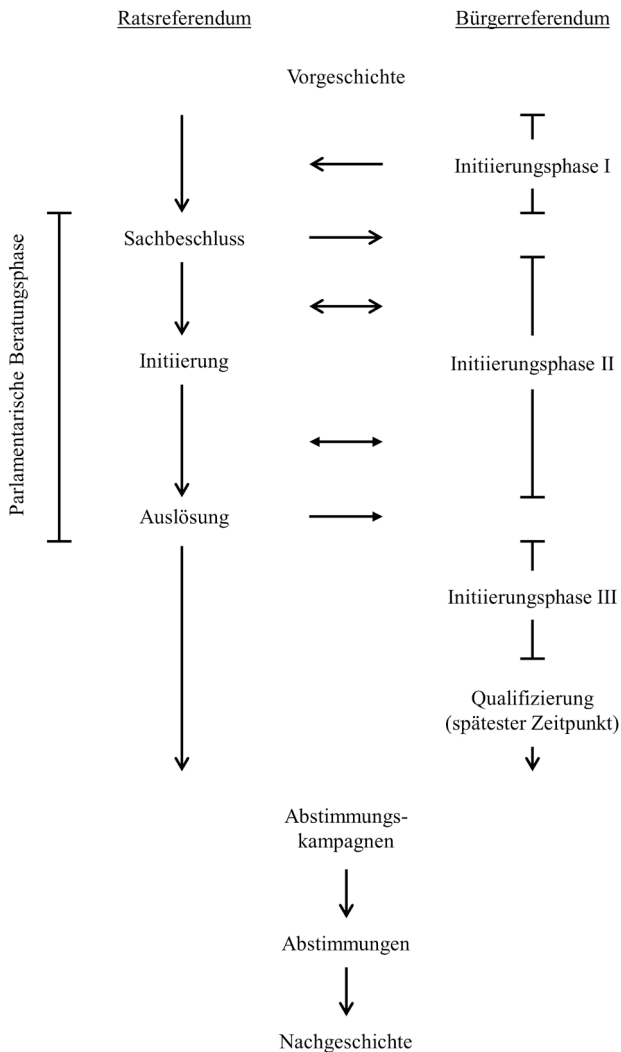 Ratsreferendum
Bürgerreferendum
Vorgeschichte
Initiierungsphase I
Parlamentarische Beratungsphase
Sachbeschluss
Initiierung
Initiierungsphase II
Auslösung
Initiierungsphase III
Qualifizierung
(spätester Zeitpunkt)
Abstimmungs-
kampagnen
Abstimmungen
Nachgeschichte